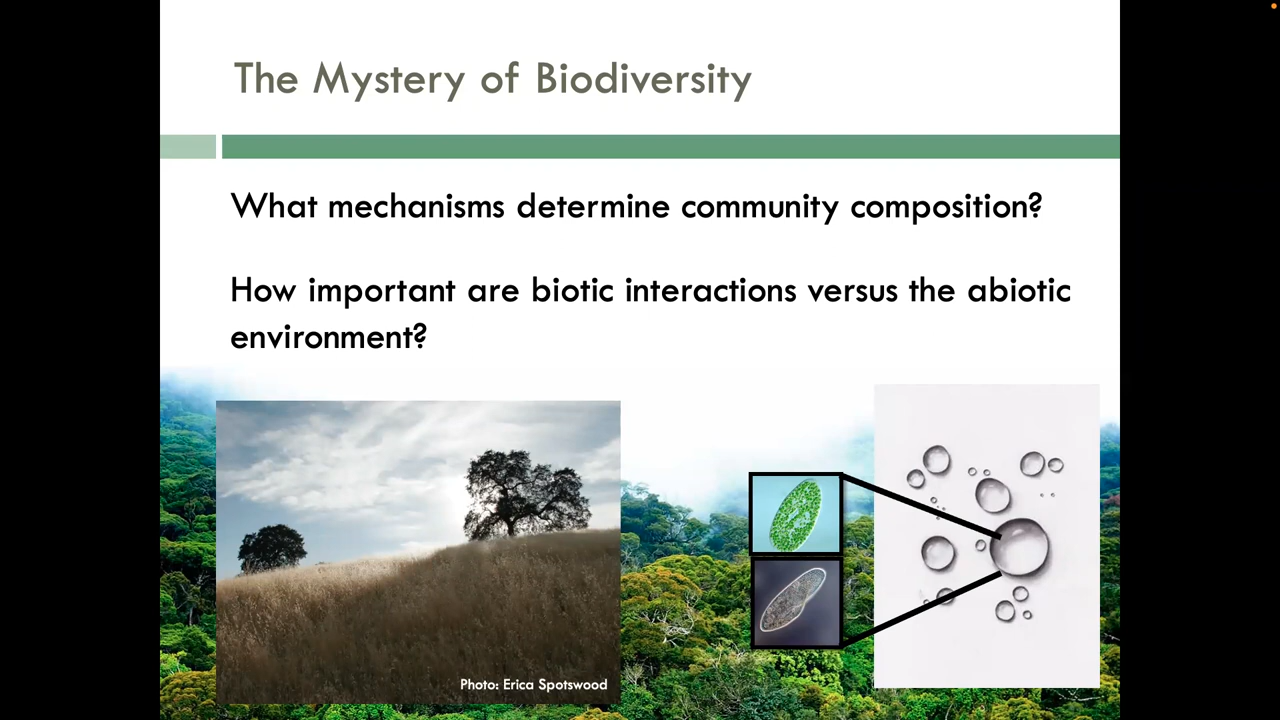 The Mystery of Biodiversity
What mechanisms determine community composition?
How important are biotic interactions versus the abiotic
environment?
Photo: Erica Spotswood